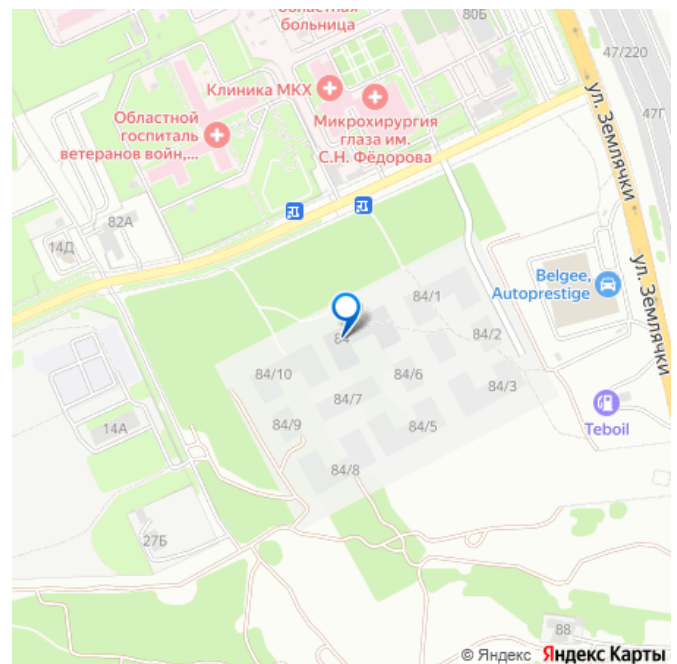 Областная
больница
80Б
47/220
Клиника МКХ
47Г
Областной
госпиталь
ветеранов войн,...
Микрохирургия
глаза им.
С.Н. Фёдорова
ул. Землячки
82А
14Д
ул. Землячки
Belgee,
Autoprestige
84/1
84
84/2
84/10
84/6
84/3
84/7
Teboil
84/9
84/5
14А
84/8
27Б
88
© Яндекс Яндекс Карты